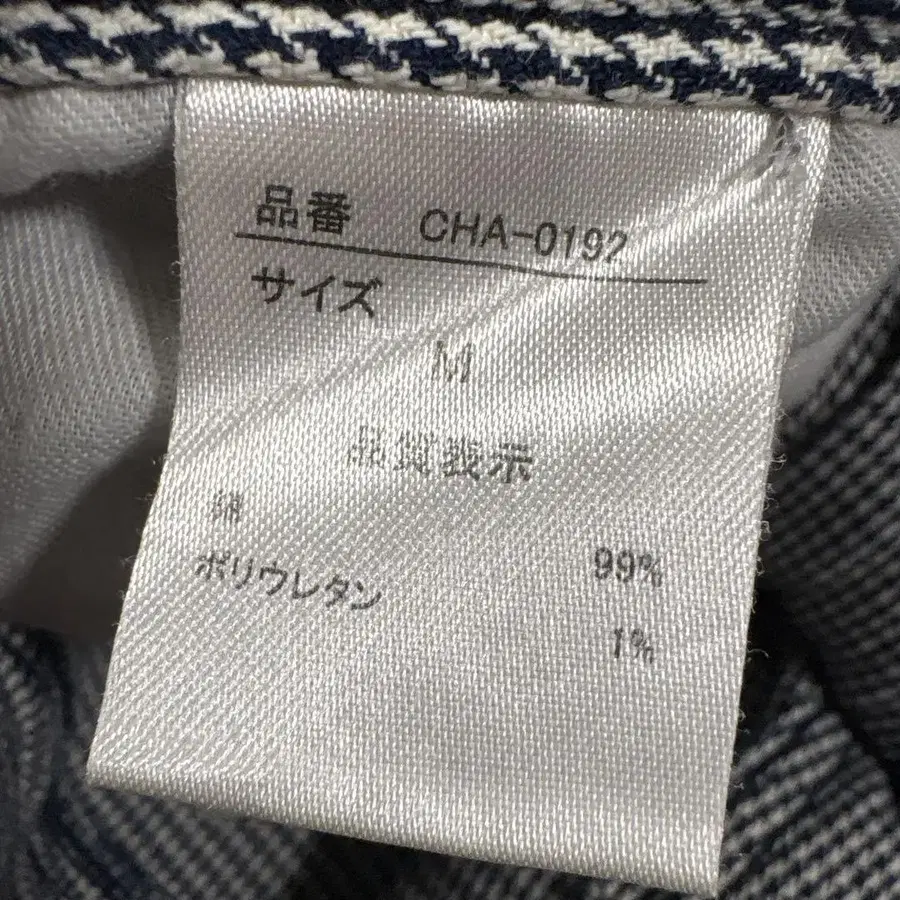 品番 CHA-0192
サイズ
M
品質表示
綿 99%
ポリウレタン 1%